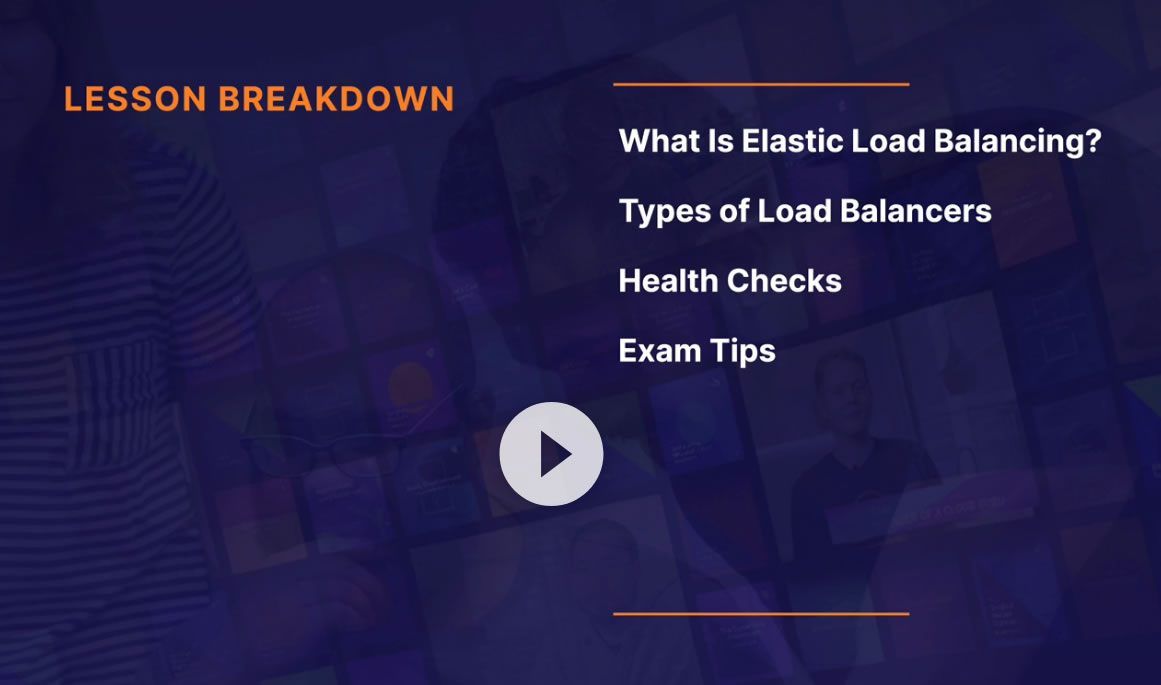 LESSON BREAKDOWN
What Is Elastic Load Balancing?
Types of Load Balancers
Health Checks
Exam Tips